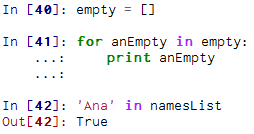 In [40]: empty = []
In [41]: for anEmpty in empty:
   ...:     print anEmpty
   ...:
In [42]: 'Ana' in namesList
Out[42]: True